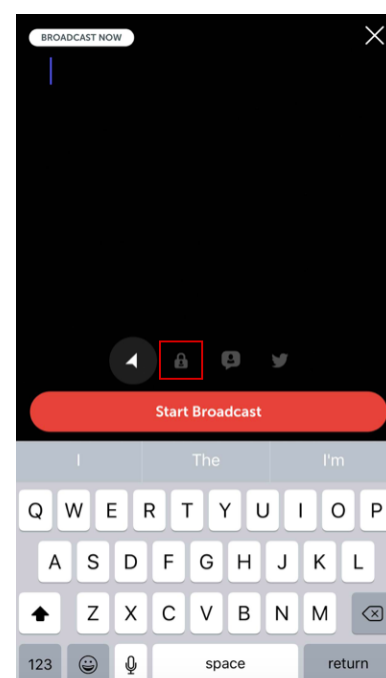 BROADCAST NOW
Start Broadcast
I The I'm
Q W E R T Y U I O P
A S D F G H J K L
Z X C V B N M
123 space return